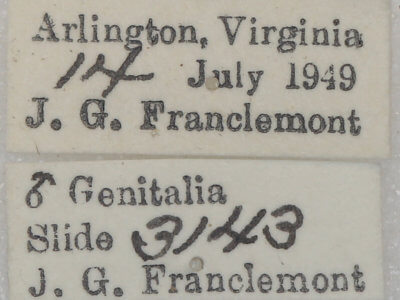 Arlington, Virginia
14 July 1949
J. G. Franclemont
♂ Genitalia
Slide 3143
J. G. Franclemont